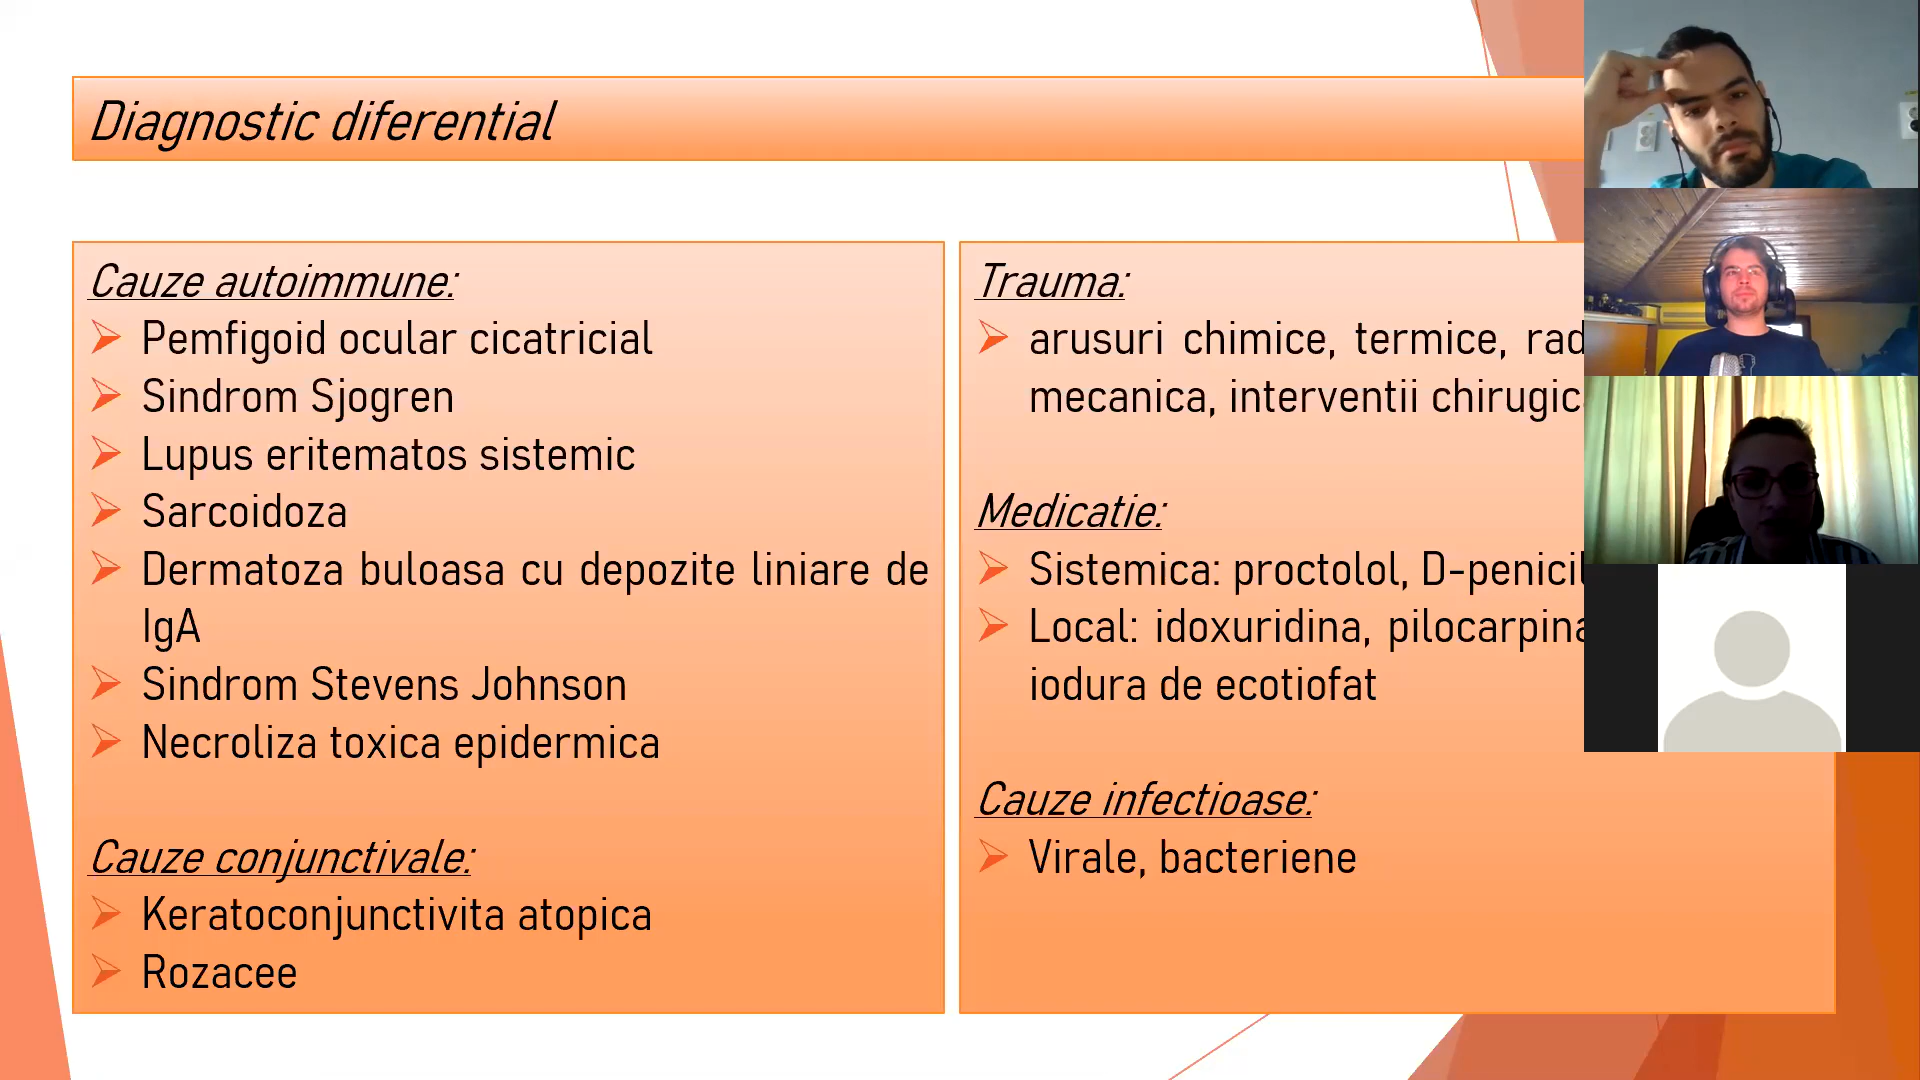 Diagnostic diferential
Cauze autoimmune:
Pemfigoid ocular cicatricial
Sindrom Sjogren
Lupus eritematos sistemic
Sarcoidoza
Dermatoza buloasa cu depozite liniare de
IgA
Sindrom Stevens Johnson
Necroliza toxica epidermica
Cauze conjunctivale:
Keratoconjunctivita atopica
Rozacee
Trauma:
arusuri chimice, termice,
mecanica, interventii
Medicatie:
Sistemica: proctolol,
Local: idoxuridina, pilocarpina
iodura de ecotiofat
Cauze infectioase:
Virale, bacteriene